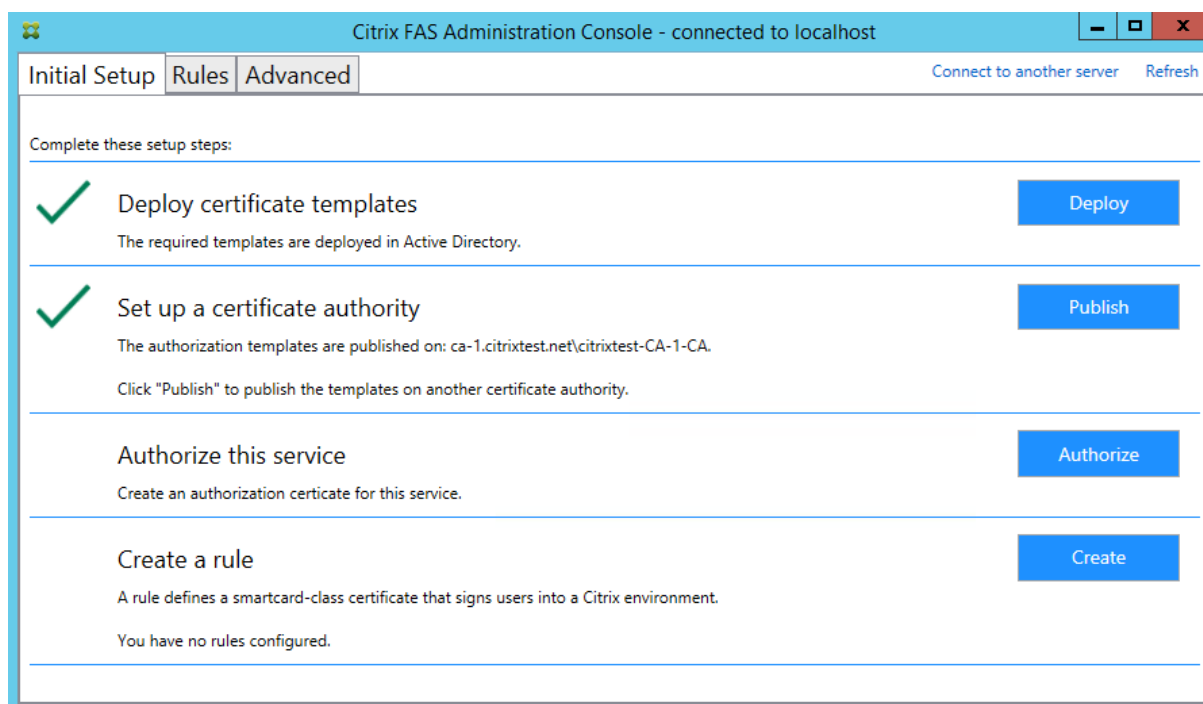 Citrix FAS Administration Console - connected to localhost
Initial Setup Rules Advanced Connect to another server Refresh
Complete these setup steps:
Deploy certificate templates Deploy
The required templates are deployed in Active Directory.
Set up a certificate authority Publish
The authorization templates are published on: ca-1.citrixtest.net\citrixtest-CA-1-CA.
Click "Publish" to publish the templates on another certificate authority.
Authorize this service Authorize
Create an authorization certicate for this service.
Create a rule Create
A rule defines a smartcard-class certificate that signs users into a Citrix environment.
You have no rules configured.